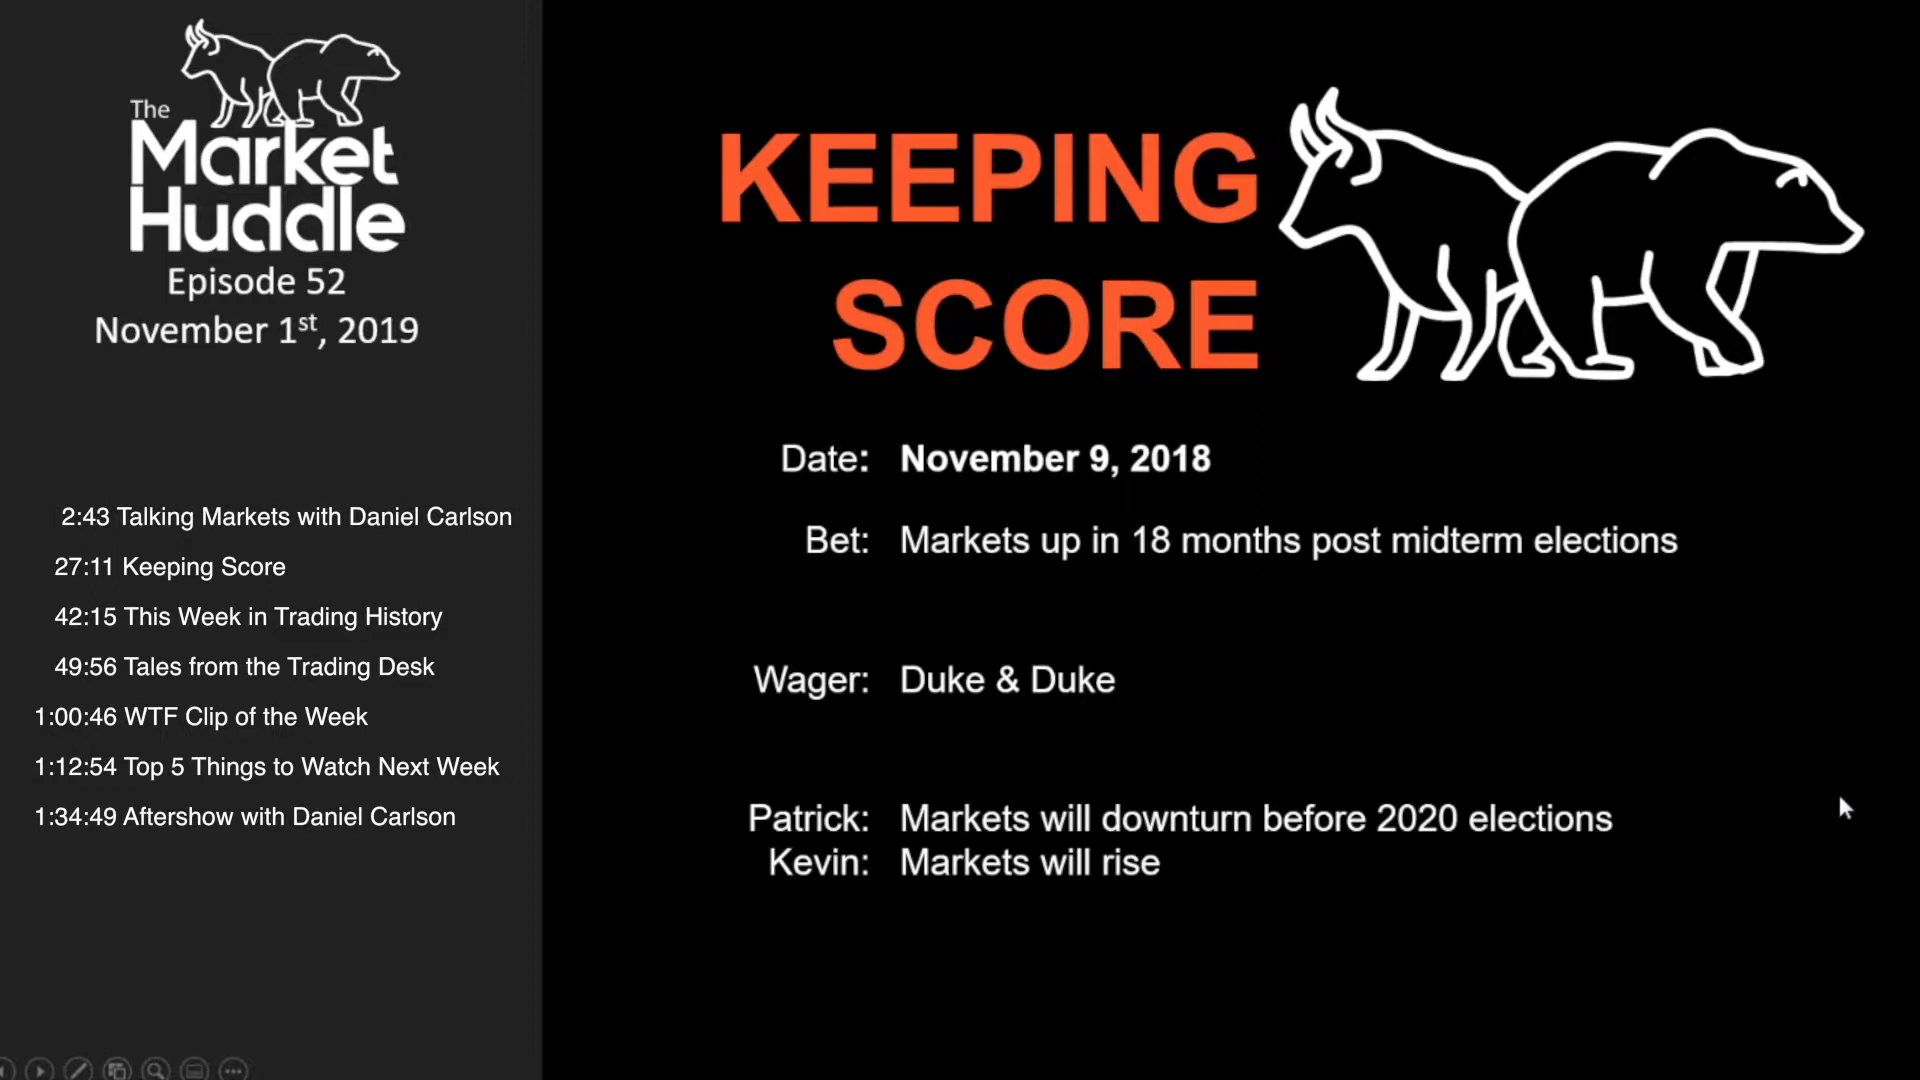 The
Market
Huddle
Episode 52
November 1st, 2019
2:43 Talking Markets with Daniel Carlson
27:11 Keeping Score
42:15 This Week in Trading History
49:56 Tales from the Trading Desk
1:00:46 WTF Clip of the Week
1:12:54 Top 5 Things to Watch Next Week
1:34:49 Aftershow with Daniel Carlson
KEEPING
SCORE
Date: November 9, 2018
Bet: Markets up in 18 months post midterm elections
Wager: Duke & Duke
Patrick: Markets will downturn before 2020 elections
Kevin: Markets will rise